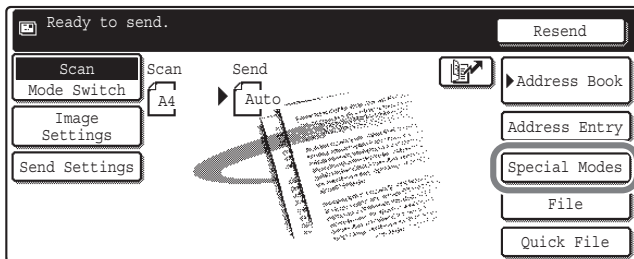 Ready to send.
Resend
Scan
Mode Switch
Image
Settings
Send Settings
Scan
A4
Send
Auto
Address Book
Address Entry
Special Modes
File
Quick File